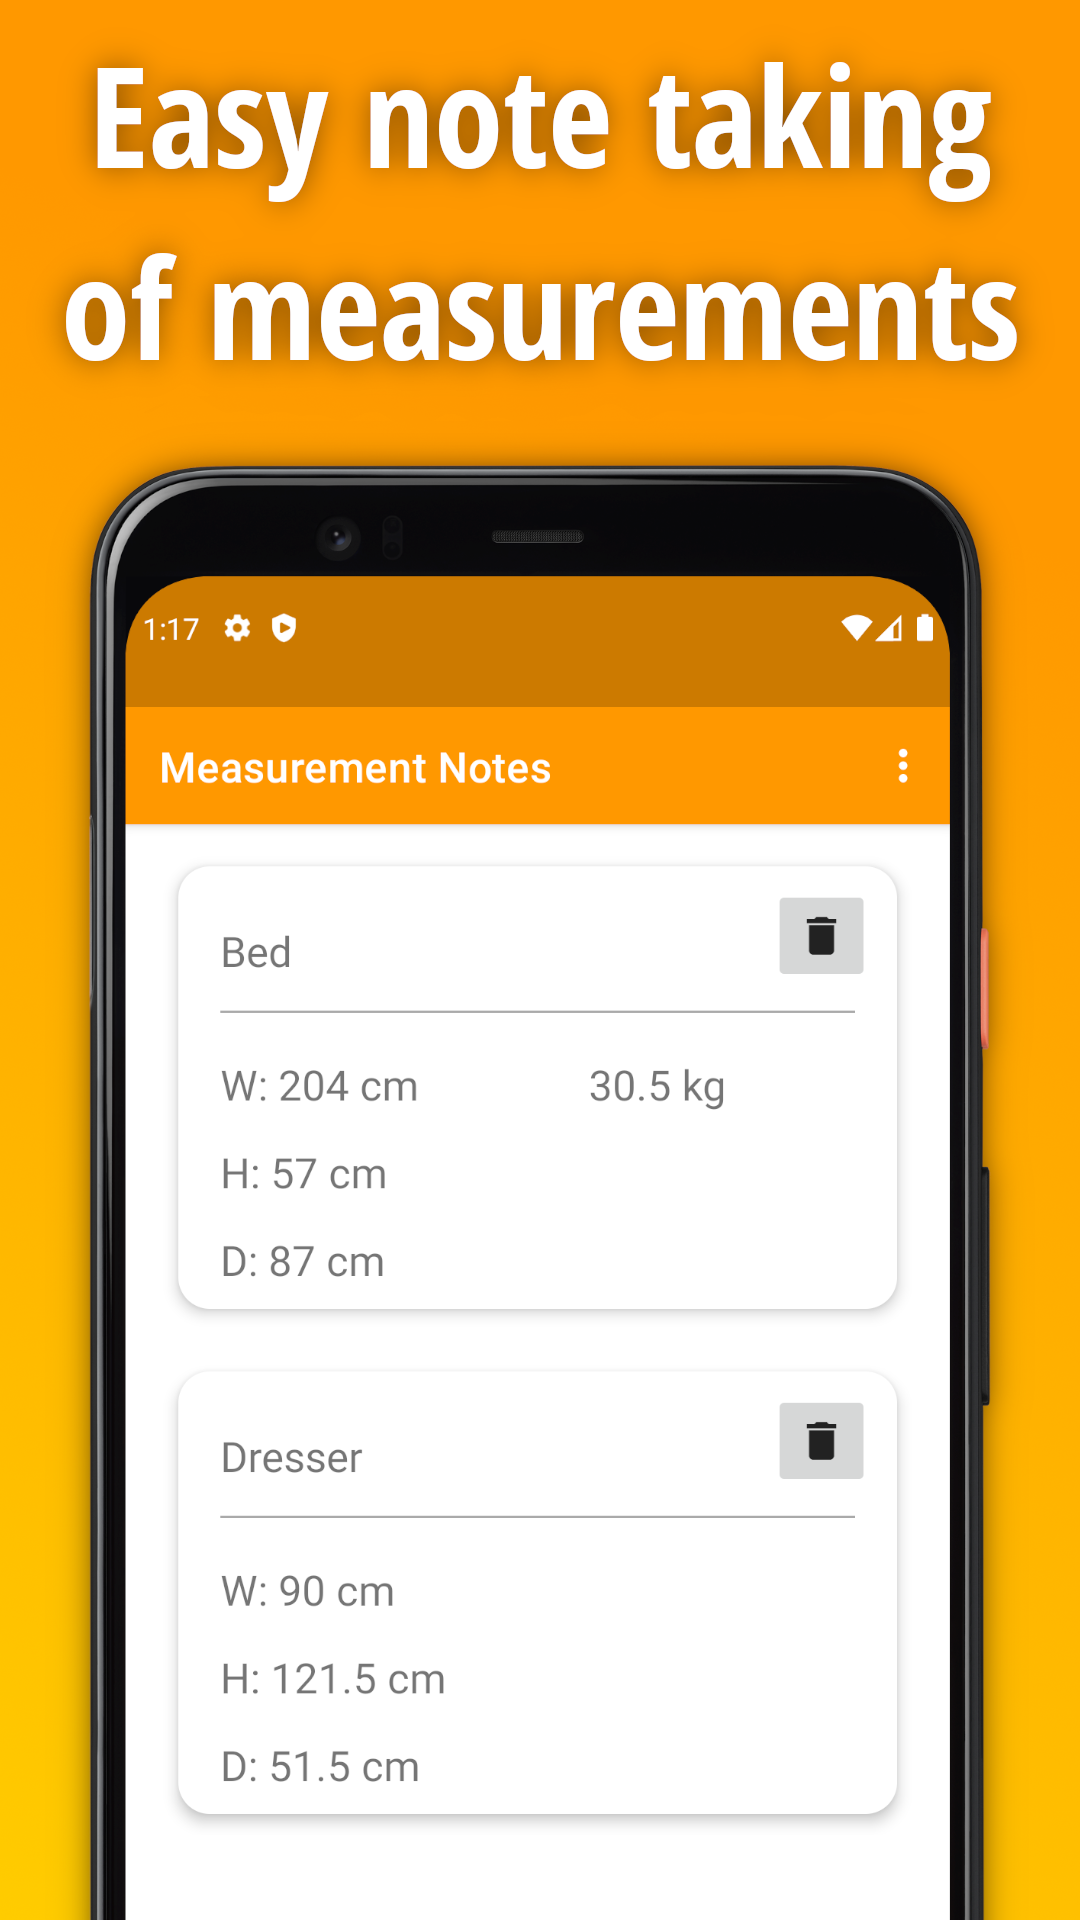 Easy note taking
of measurements
1:17
Measurement Notes
Bed
W: 204 cm 30.5 kg
H: 57 cm
D: 87 cm
Dresser
W: 90 cm
H: 121.5 cm
D: 51.5 cm